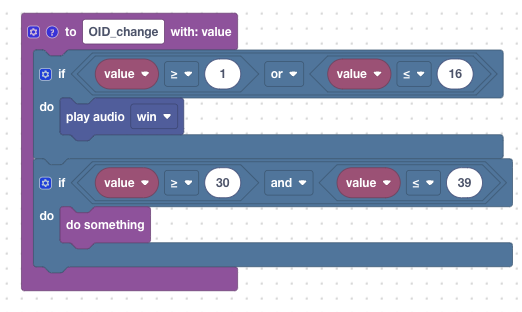 to OID_change with: value
if value ≥ 1 or value ≤ 16
do play audio win
if value ≥ 30 and value ≤ 39
do do something